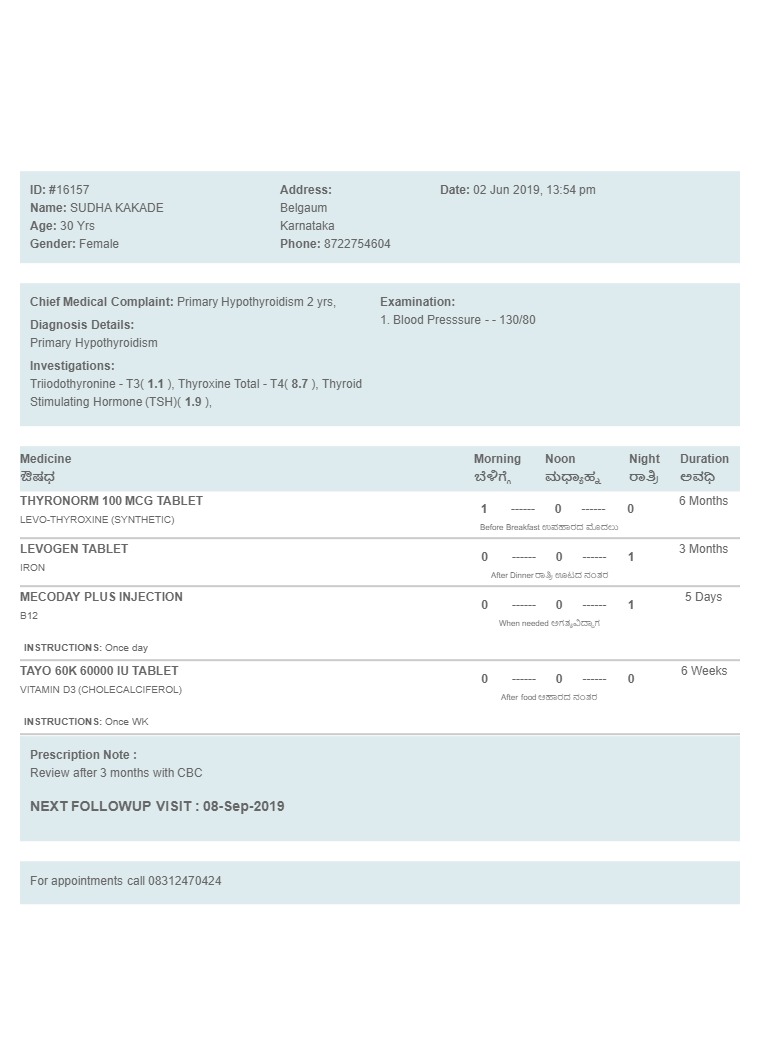 ID: #16157
Name: SUDHA KAKADE
Age: 30 Yrs
Gender: Female
Address:
Belgaum
Karnataka
Phone: 8722754604
Date: 02 Jun 2019, 13:54 pm
Chief Medical Complaint: Primary Hypothyroidism 2 yrs,
Diagnosis Details:
Primary Hypothyroidism
Investigations:
Triiodothyronine - T3( 1.1 ), Thyroxine Total - T4( 8.7 ), Thyroid
Stimulating Hormone (TSH)( 1.9 ),
Examination:
1. Blood Presssure - - 130/80
Medicine Morning Noon Night Duration
ಔಷಧ ಬೆಳಿಗ್ಗೆ ಮಧ್ಯಾಹ್ನ ರಾತ್ರಿ ಅವಧಿ
THYRONORM 100 MCG TABLET 1 ------ 0 ------ 0 6 Months
LEVO-THYROXINE (SYNTHETIC)
Before Breakfast ಉಪಹಾರದ ಮೊದಲು
LEVOGEN TABLET 0 ------ 0 ------ 1 3 Months
IRON
After Dinner ರಾತ್ರಿ ಊಟದ ನಂತರ
MECODAY PLUS INJECTION 0 ------ 0 ------ 1 5 Days
B12
When needed ಅಗತ್ಯವಿದ್ದಾಗ
INSTRUCTIONS: Once day
TAYO 60K 60000 IU TABLET 0 ------ 0 ------ 0 6 Weeks
VITAMIN D3 (CHOLECALCIFEROL)
After food ಆಹಾರದ ನಂತರ
INSTRUCTIONS: Once WK
Prescription Note :
Review after 3 months with CBC
NEXT FOLLOWUP VISIT : 08-Sep-2019
For appointments call 08312470424